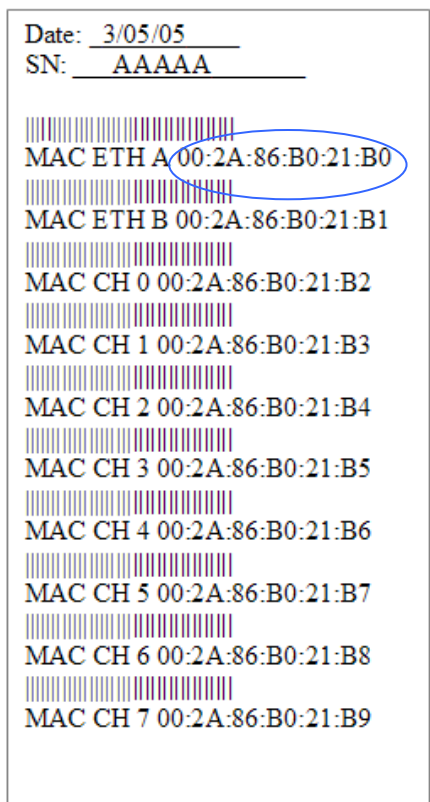 Date: 3/05/05
SN: AAAAA
MAC ETH A 00:2A:86:B0:21:B0
MAC ETH B 00:2A:86:B0:21:B1
MAC CH 0 00:2A:86:B0:21:B2
MAC CH 1 00:2A:86:B0:21:B3
MAC CH 2 00:2A:86:B0:21:B4
MAC CH 3 00:2A:86:B0:21:B5
MAC CH 4 00:2A:86:B0:21:B6
MAC CH 5 00:2A:86:B0:21:B7
MAC CH 6 00:2A:86:B0:21:B8
MAC CH 7 00:2A:86:B0:21:B9